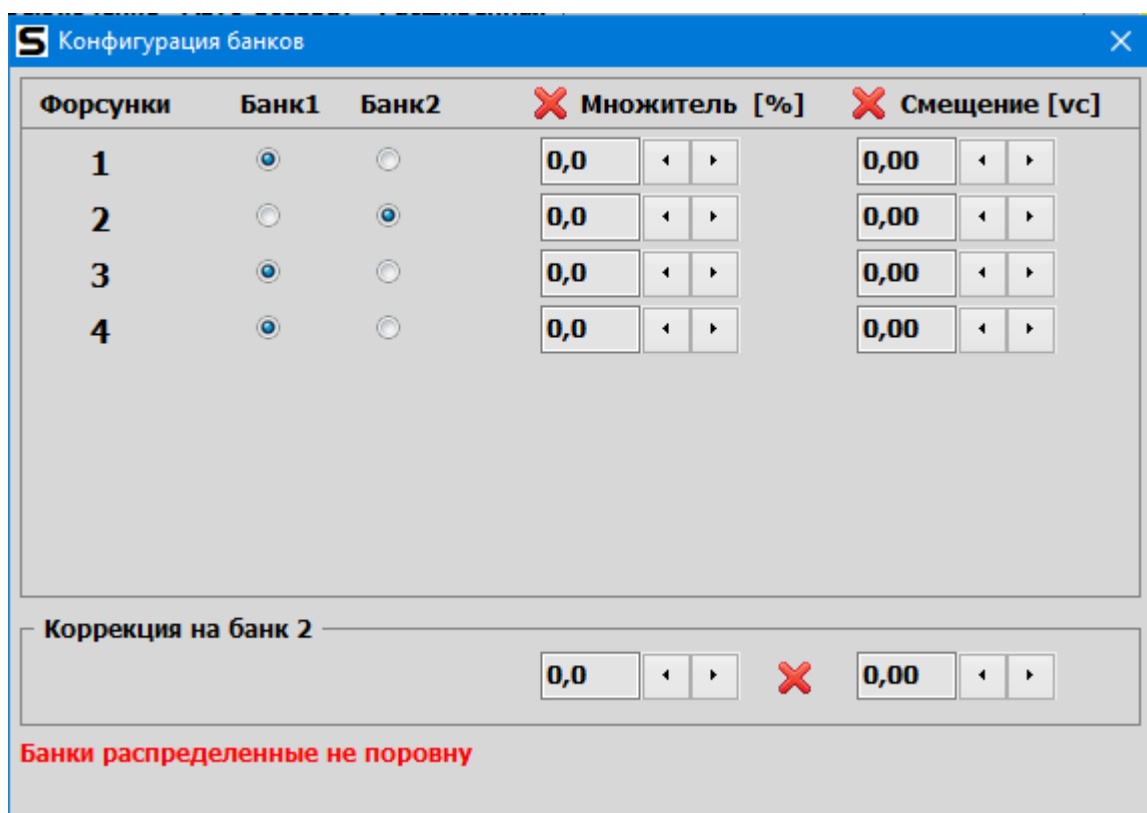 S Конфигурация банков
Форсунки Банк1 Банк2 Множитель [%] Смещение [vc]
1 0,0 0,00
2 0,0 0,00
3 0,0 0,00
4 0,0 0,00
Коррекция на банк 2
0,0 0,00
Банки распределенные не поровну